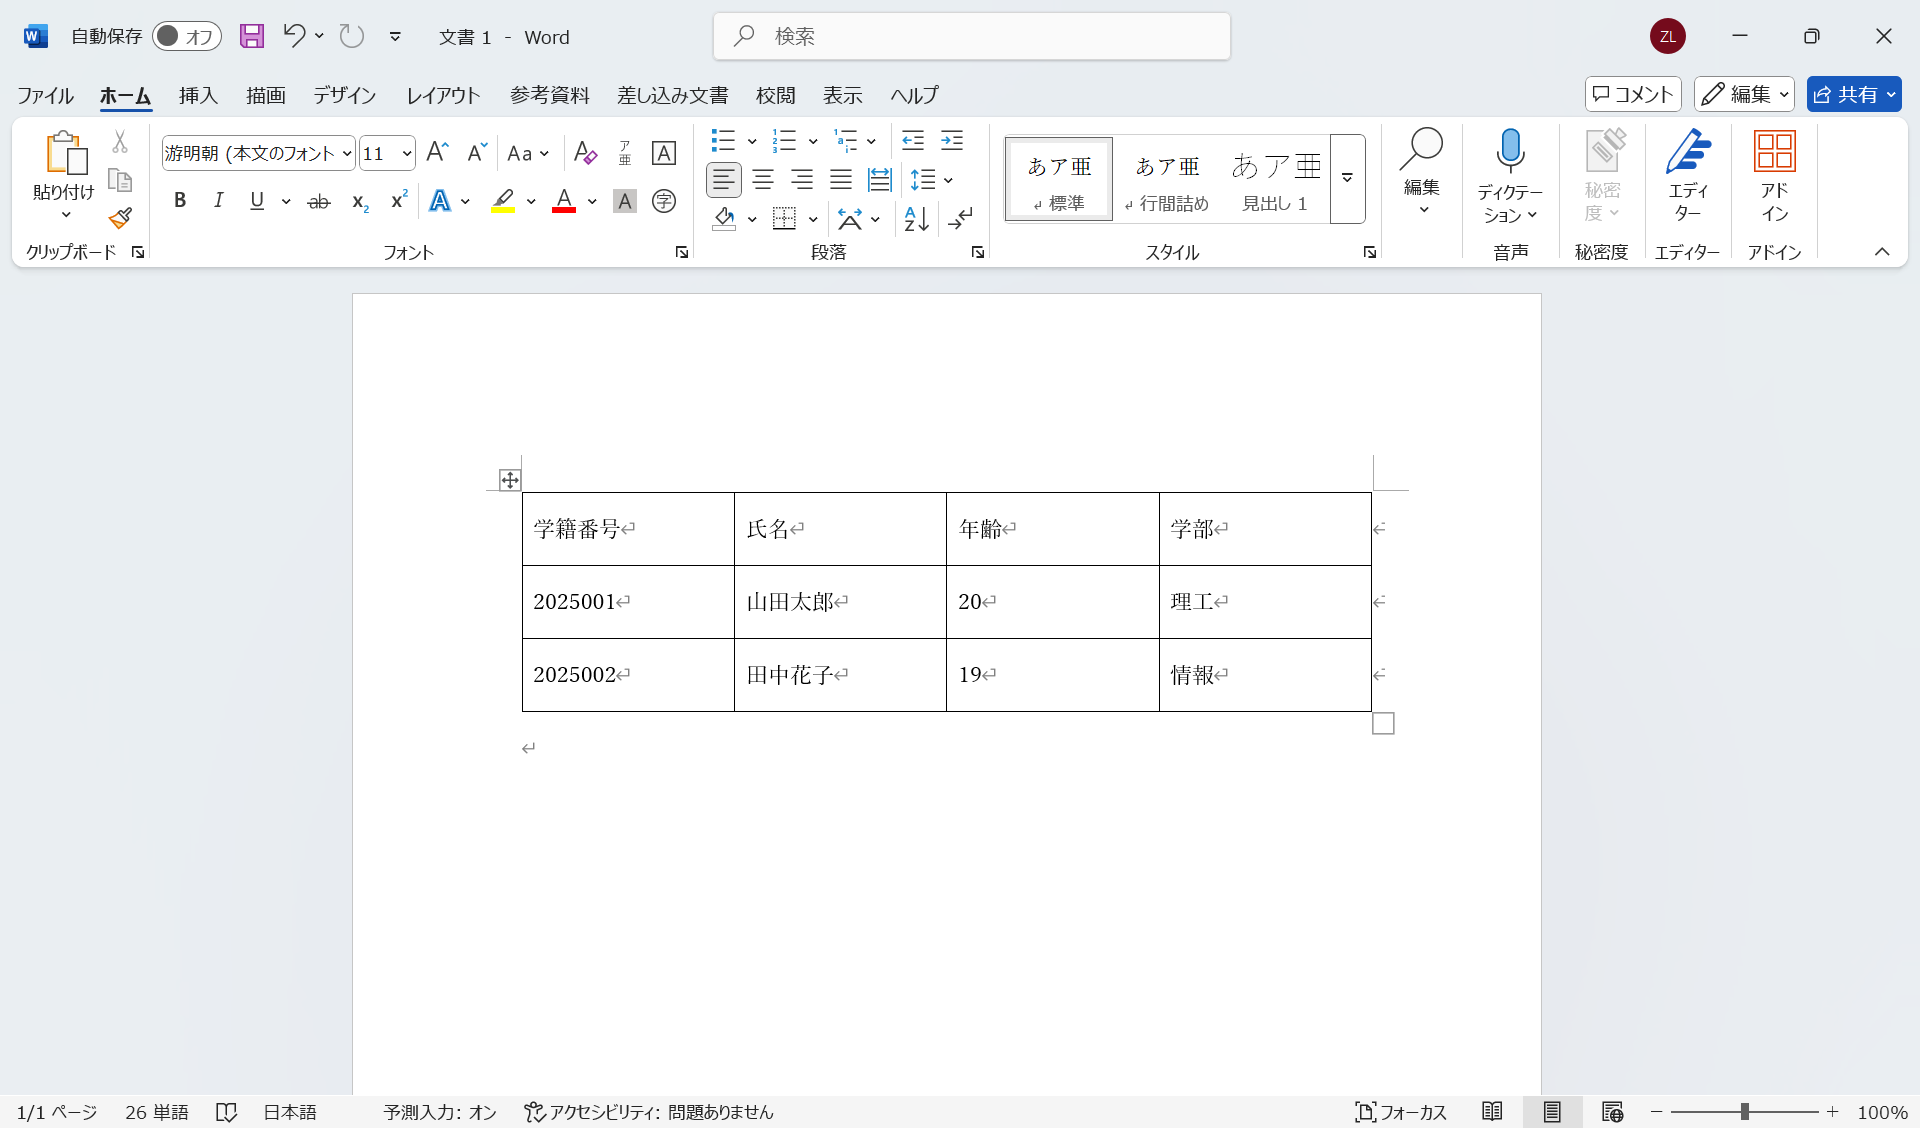 自動保存 オフ 文書 1 - Word 検索 ZL
ファイル ホーム 挿入 描画 デザイン レイアウト 参考資料 差し込み文書 校閲 表示 ヘルプ コメント 編集 共有
貼り付け
クリップボード
游明朝 (本文のフォント 11 Aa ア亜 A
B I U ab x₂ x² A A A 字
フォント
段落
あア亜 あア亜 あア亜
標準 行間詰め 見出し 1
スタイル
編集
ディクテーション
音声
秘密度
秘密度
エディター
エディター
アドイン
アドイン
学籍番号 氏名 年齢 学部
2025001 山田太郎 20 理工
2025002 田中花子 19 情報
1/1 ページ 26 単語 日本語 予測入力: オン アクセシビリティ: 問題ありません フォーカス 100%